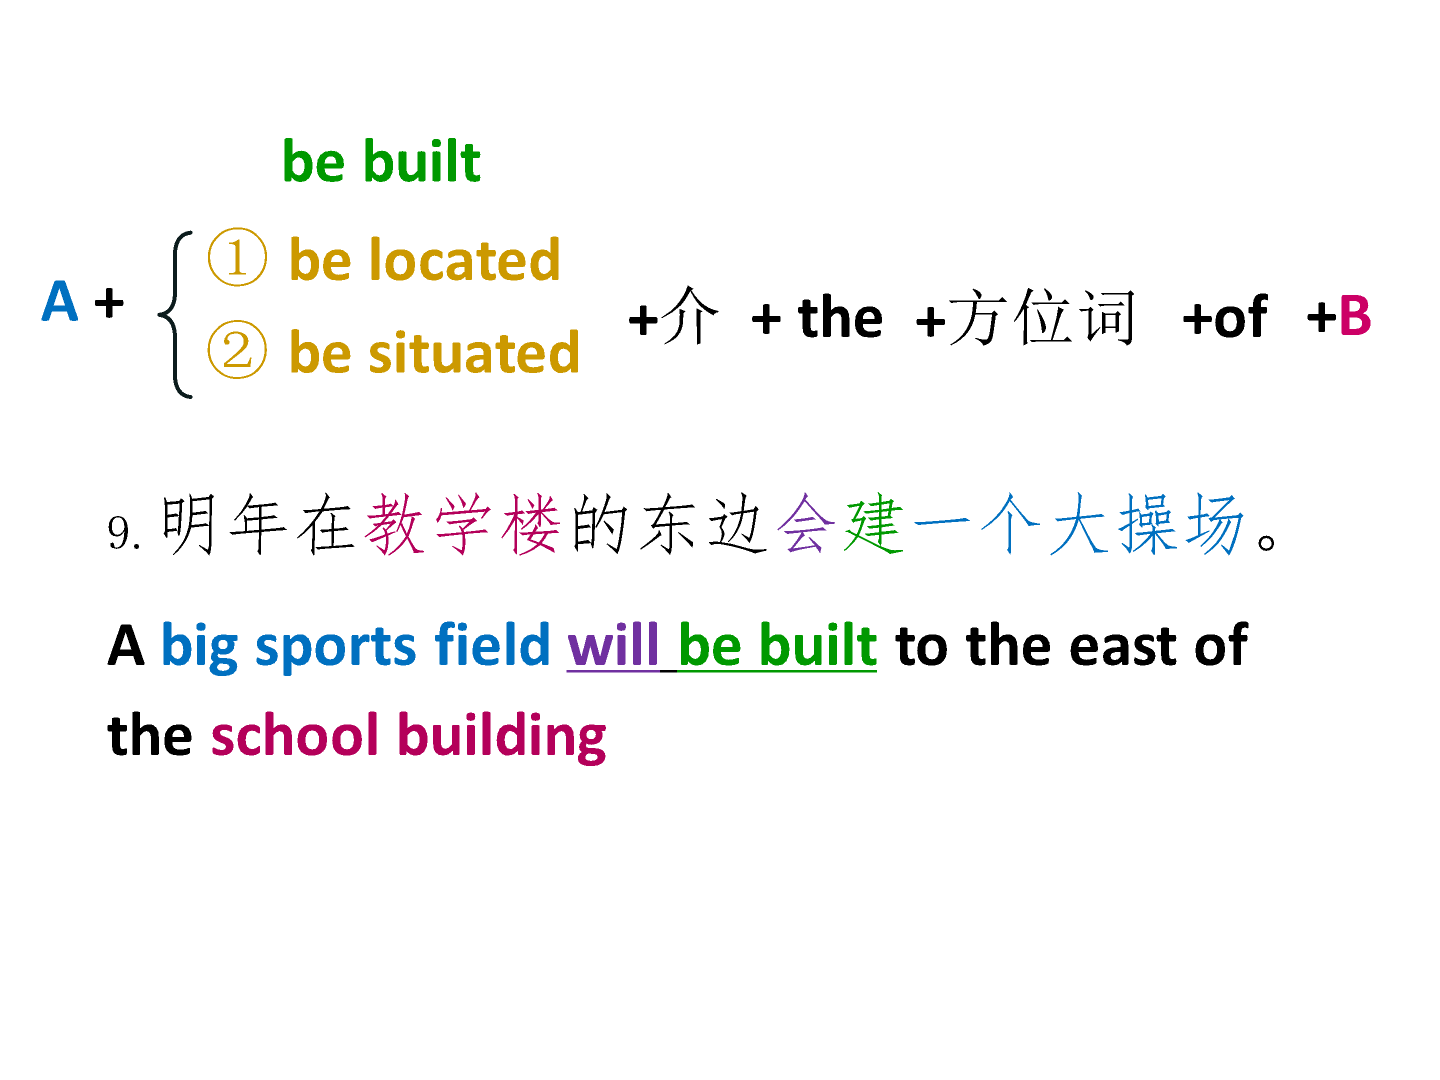 be built
① be located
② be situated
A + +介 + the +方位词 +of +B
9. 明年在教学楼的东边会建一个大操场。
A big sports field will be built to the east of
the school building